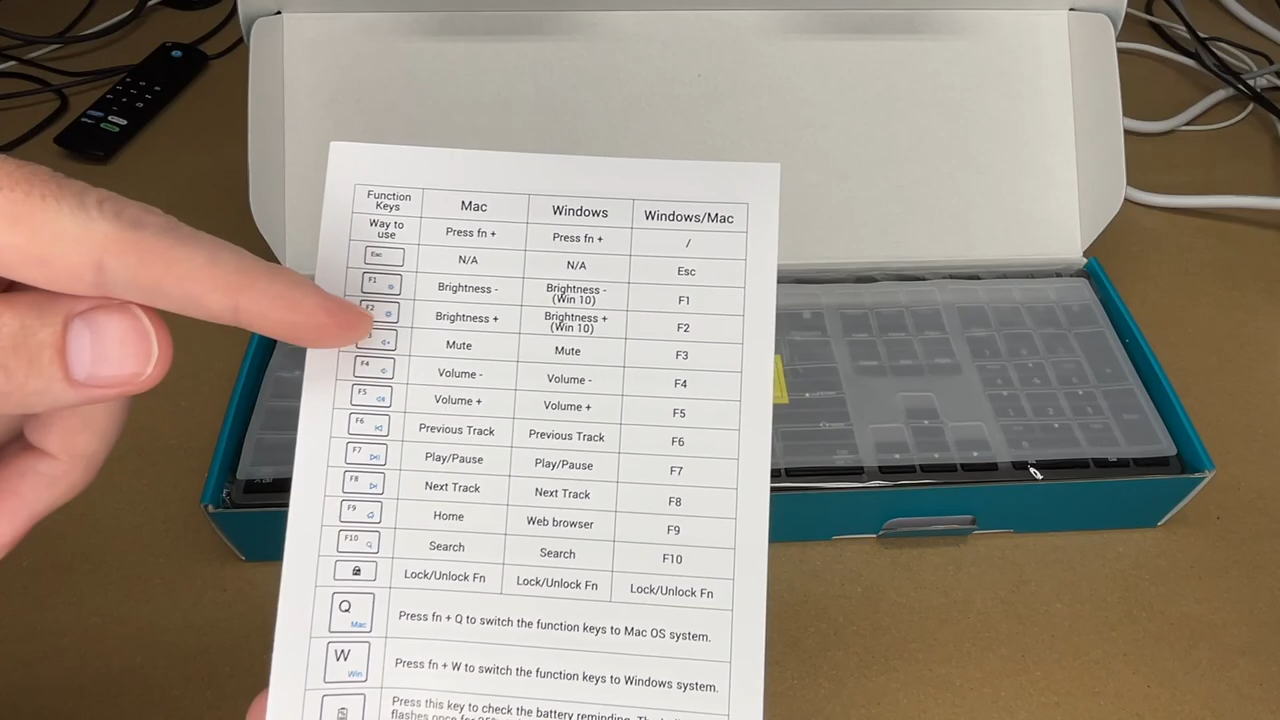 Function Keys Mac Windows Windows/Mac
Way to use Press fn + Press fn + /
Esc N/A N/A Esc
F1 Brightness - Brightness - (Win 10) F1
F2 Brightness + Brightness + (Win 10) F2
Mute Mute F3
F4 Volume - Volume - F4
F5 Volume + Volume + F5
F6 Previous Track Previous Track F6
F7 Play/Pause Play/Pause F7
F8 Next Track Next Track F8
F9 Home Web browser F9
F10 Search Search F10
Lock/Unlock Fn Lock/Unlock Fn Lock/Unlock Fn
Q Mac Press fn + Q to switch the function keys to Mac OS system.
W Win Press fn + W to switch the function keys to Windows system.
Press this key to check the battery reminding. The
flashes once for